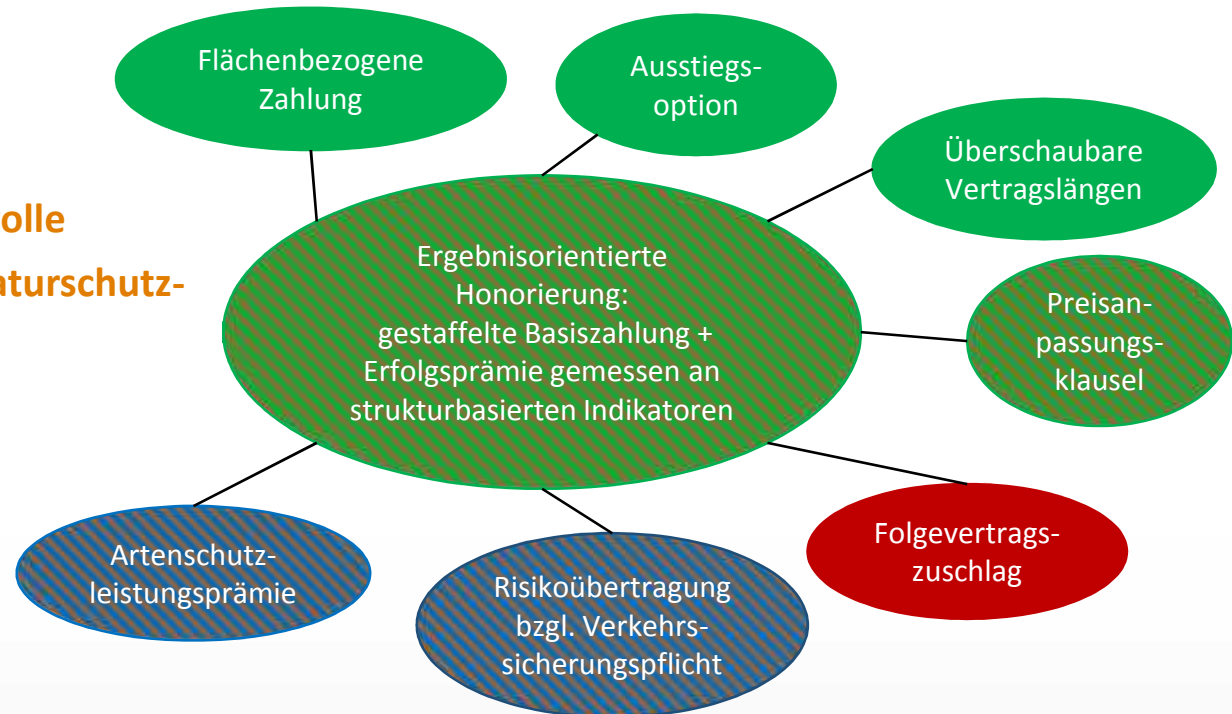 Flächenbezogene
Zahlung
Ausstiegs-
option
Überschaubare
Vertragslängen
olle
aturschutz-
Ergebnisorientierte
Honorierung:
gestaffelte Basiszahlung +
Erfolgsprämie gemessen an
strukturbasierten Indikatoren
Preisan-
passungs-
klausel
Artenschutz-
leistungsprämie
Risikoübertragung
bzgl. Verkehrs-
sicherungspflicht
Folgevertrags-
zuschlag